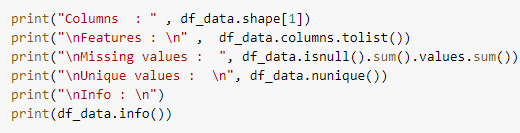 print("Columns  : " , df_data.shape[1])
print("\nFeatures : \n" ,  df_data.columns.tolist())
print("\nMissing values :  ", df_data.isnull().sum().values.sum())
print("\nUnique values :  \n", df_data.nunique())
print("\nInfo : \n")
print(df_data.info())